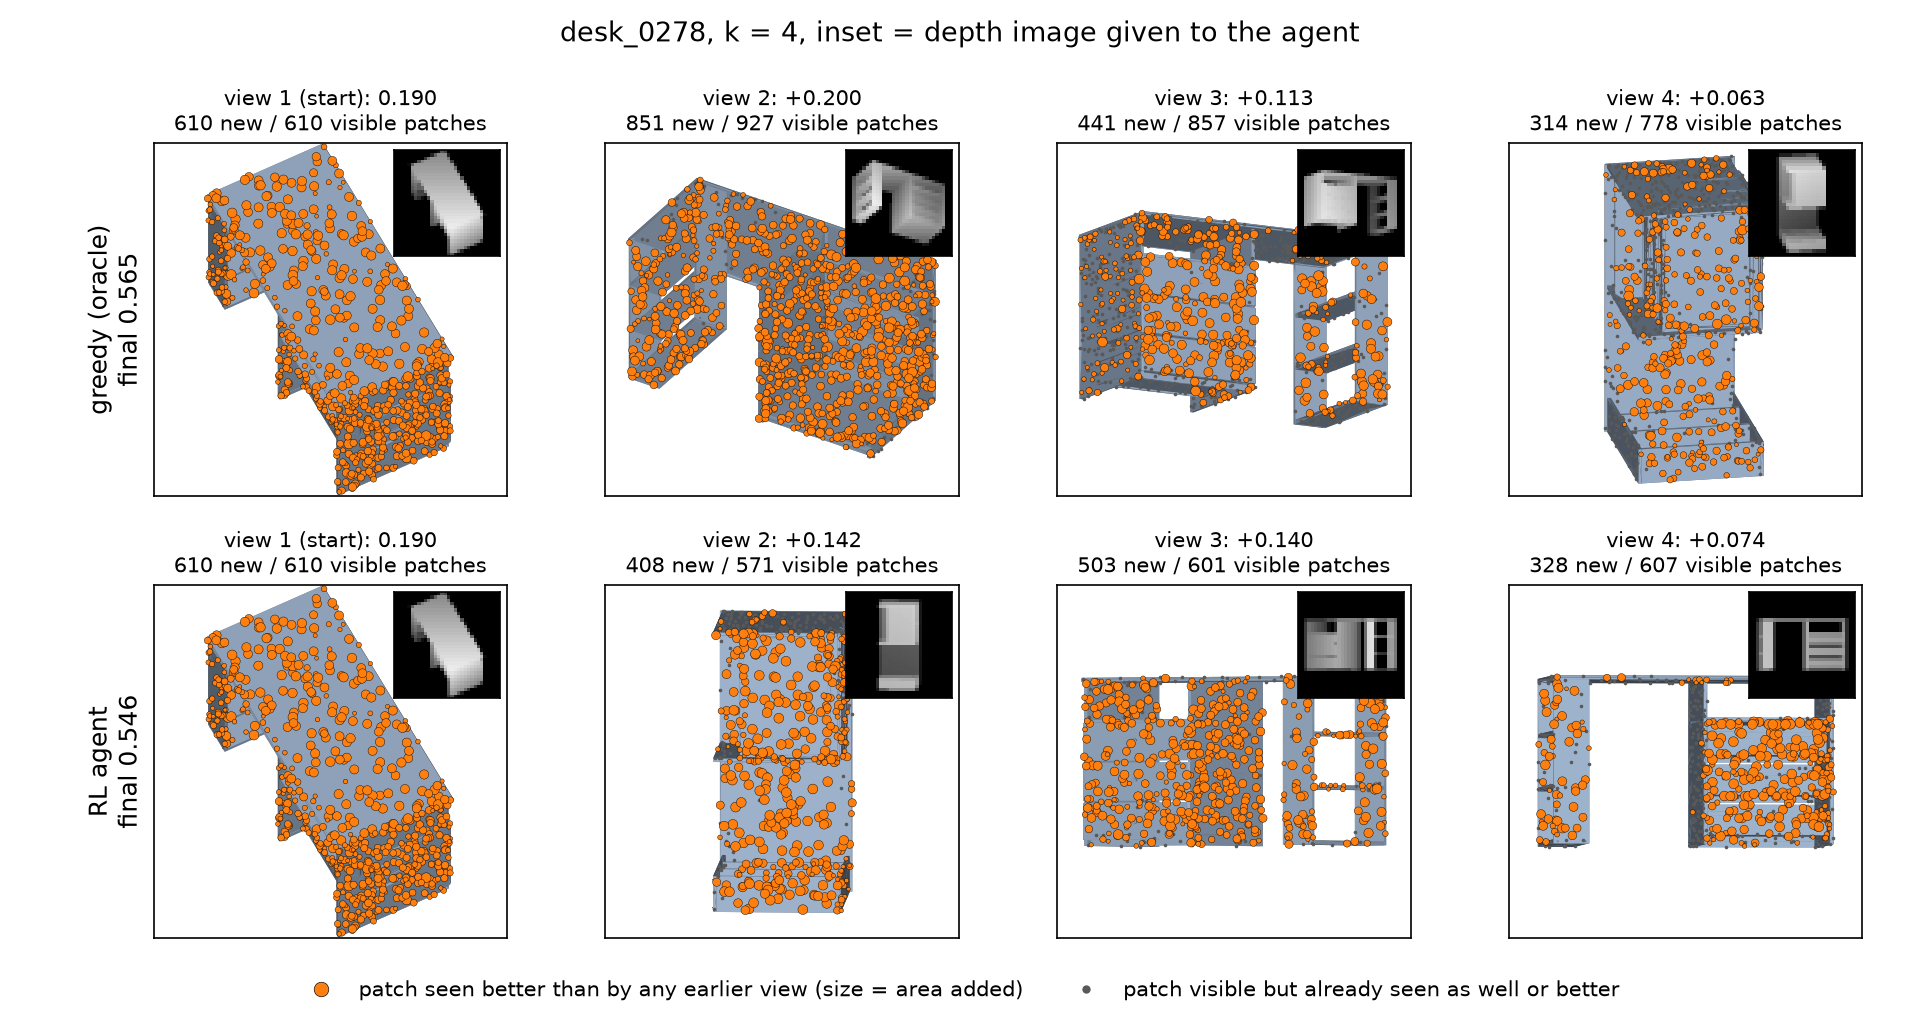 desk_0278, k = 4, inset = depth image given to the agent
view 1 (start): 0.190
610 new / 610 visible patches
view 2: +0.200
851 new / 927 visible patches
view 3: +0.113
441 new / 857 visible patches
view 4: +0.063
314 new / 778 visible patches
greedy (oracle)
final 0.565
view 1 (start): 0.190
610 new / 610 visible patches
view 2: +0.142
408 new / 571 visible patches
view 3: +0.140
503 new / 601 visible patches
view 4: +0.074
328 new / 607 visible patches
RL agent
final 0.546
patch seen better than by any earlier view (size = area added)
patch visible but already seen as well or better